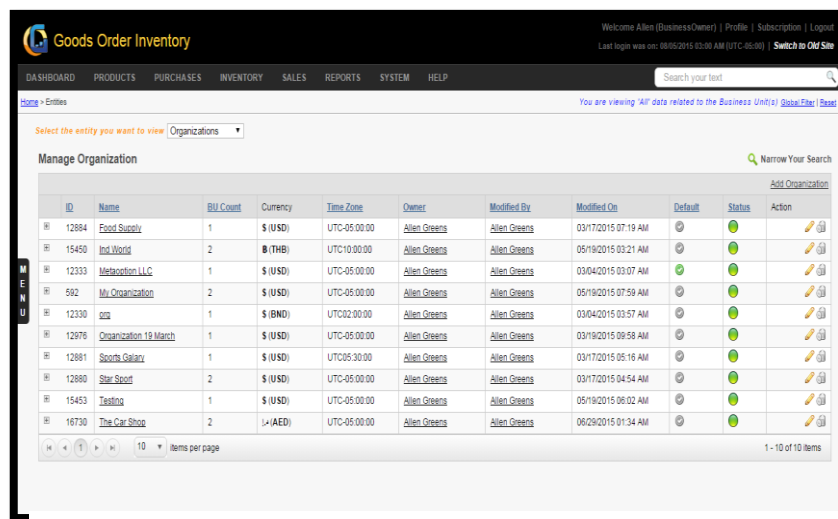 Goods Order Inventory
Welcome Allen (BusinessOwner) | Profile | Subscription | Logout
Last login was on: 08/05/2015 03:00 AM (UTC-05:00) | Switch to Old Site
DASHBOARD PRODUCTS PURCHASES INVENTORY SALES REPORTS SYSTEM HELP Search your text
Home > Entities You are viewing 'All' data related to the Business Unit(s) Global Filter | Reset
Select the entity you want to view Organizations
Manage Organization Narrow Your Search
Add Organization
ID Name BU Count Currency Time Zone Owner Modified By Modified On Default Status Action
12884 Food Supply 1 $ (USD) UTC-05:00:00 Allen Greens Allen Greens 03/17/2015 07:19 AM
15450 Ind World 2 ฿ (THB) UTC10:00:00 Allen Greens Allen Greens 05/19/2015 03:21 AM
12333 Metaoption LLC 1 $ (USD) UTC-05:00:00 Allen Greens Allen Greens 03/04/2015 03:07 AM
592 My Organization 2 $ (USD) UTC-05:00:00 Allen Greens Allen Greens 05/19/2015 07:59 AM
12330 org 1 $ (BND) UTC02:00:00 Allen Greens Allen Greens 03/04/2015 03:57 AM
12976 Organization 19 March 1 $ (USD) UTC-05:00:00 Allen Greens Allen Greens 03/19/2015 09:58 AM
12881 Sports Galary 1 $ (USD) UTC05:30:00 Allen Greens Allen Greens 03/17/2015 05:16 AM
12880 Star Sport 2 $ (USD) UTC-05:00:00 Allen Greens Allen Greens 03/17/2015 04:54 AM
15453 Testing 1 $ (USD) UTC-05:00:00 Allen Greens Allen Greens 05/19/2015 06:02 AM
16730 The Car Shop 2 (AED) UTC-05:00:00 Allen Greens Allen Greens 06/29/2015 01:34 AM
MENU
1 10 items per page 1 - 10 of 10 items